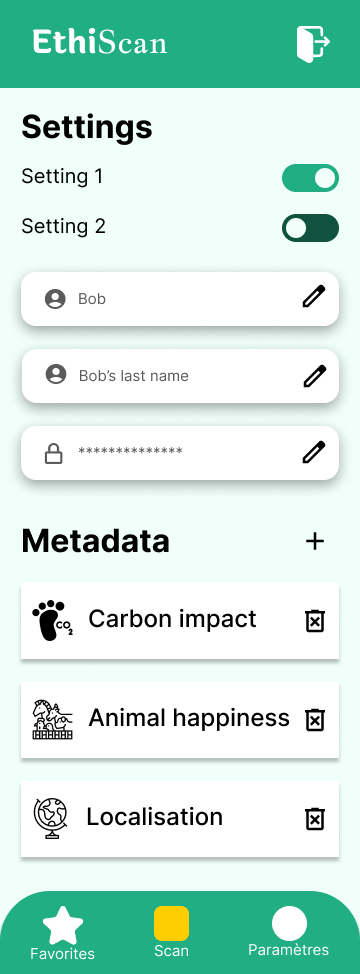 EthiScan
Settings
Setting 1
Setting 2
Bob
Bob's last name
**************
Metadata
CO2
Carbon impact
Animal happiness
Localisation
Favorites
Scan
Paramètres